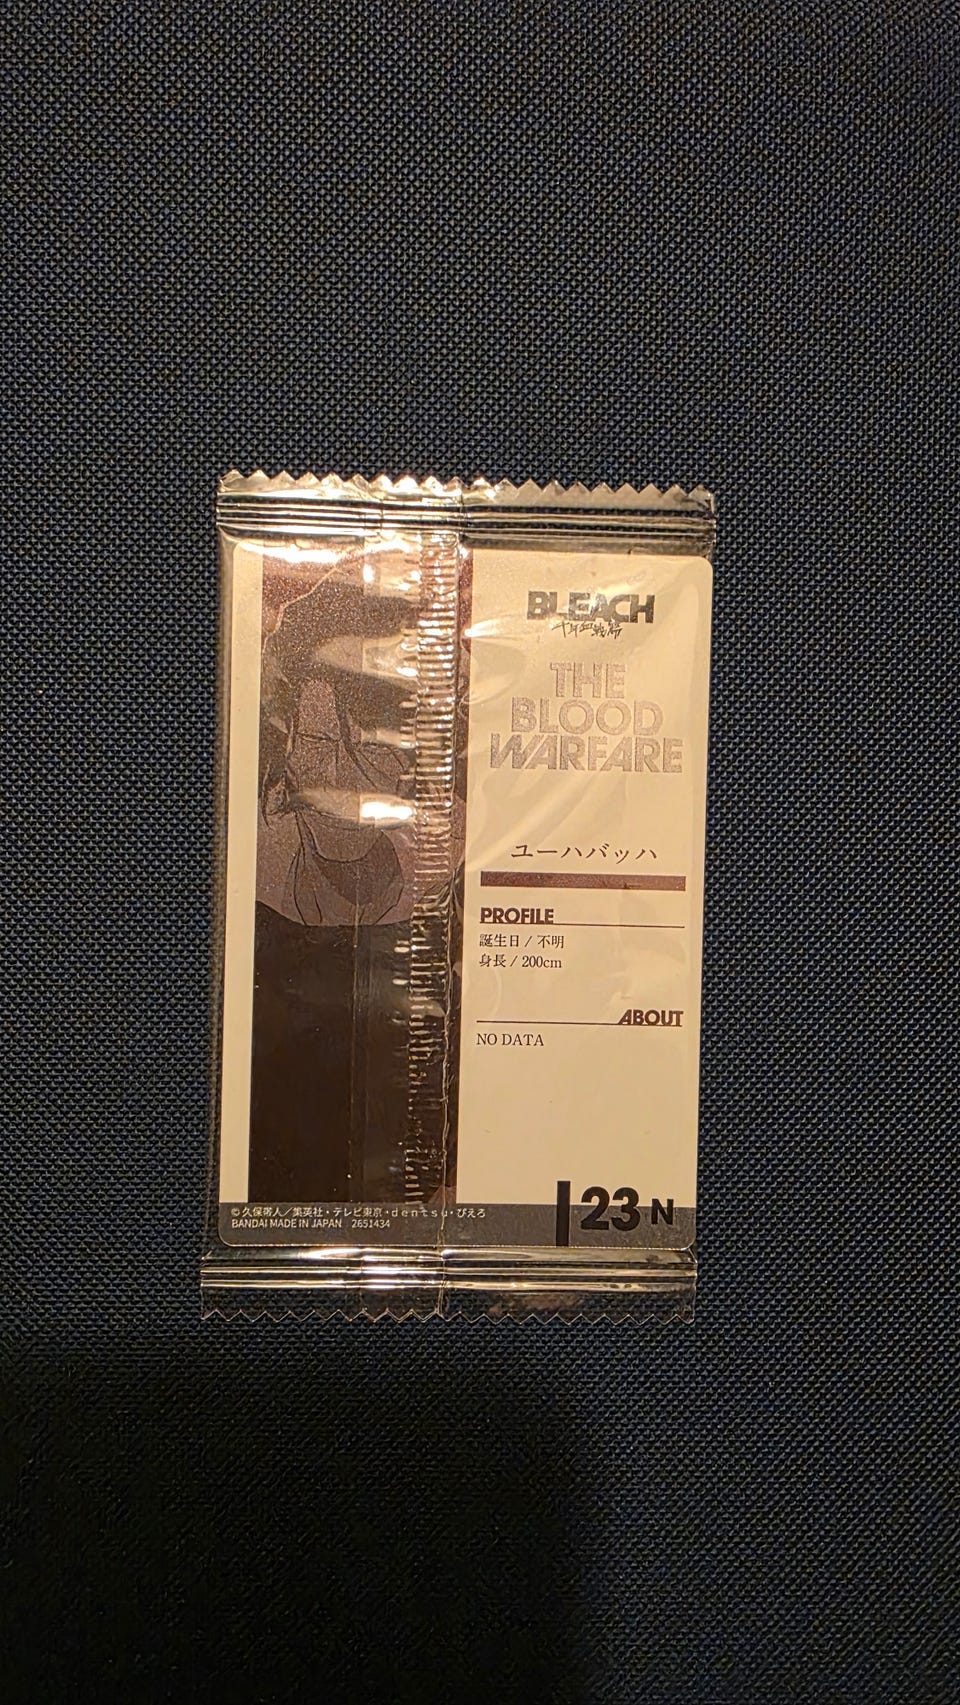 BLEACH
千年血戦篇
THE
BLOOD
WARFARE
ユーハバッハ
PROFILE
誕生日 / 不明
身長 / 200cm
ABOUT
NO DATA
23 N
© 久保帯人／集英社・テレビ東京・dentsu・ぴえろ
BANDAI MADE IN JAPAN 2651434